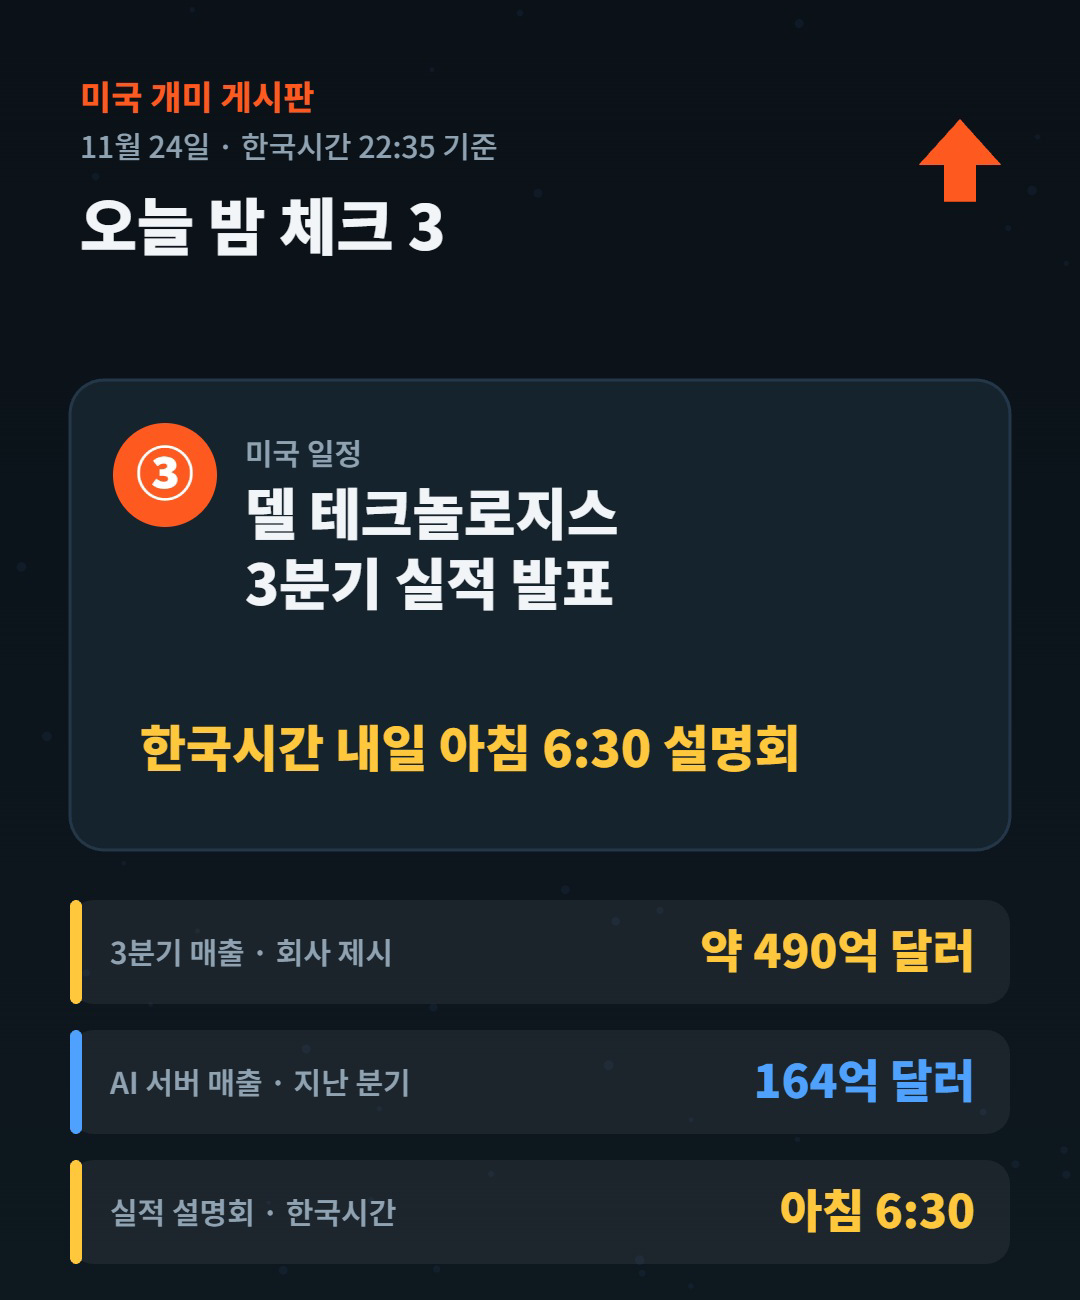 미국 개미 게시판
11월 24일 · 한국시간 22:35 기준
오늘 밤 체크 3
③
미국 일정
델 테크놀로지스
3분기 실적 발표
한국시간 내일 아침 6:30 설명회
3분기 매출 · 회사 제시
약 490억 달러
AI 서버 매출 · 지난 분기
164억 달러
실적 설명회 · 한국시간
아침 6:30